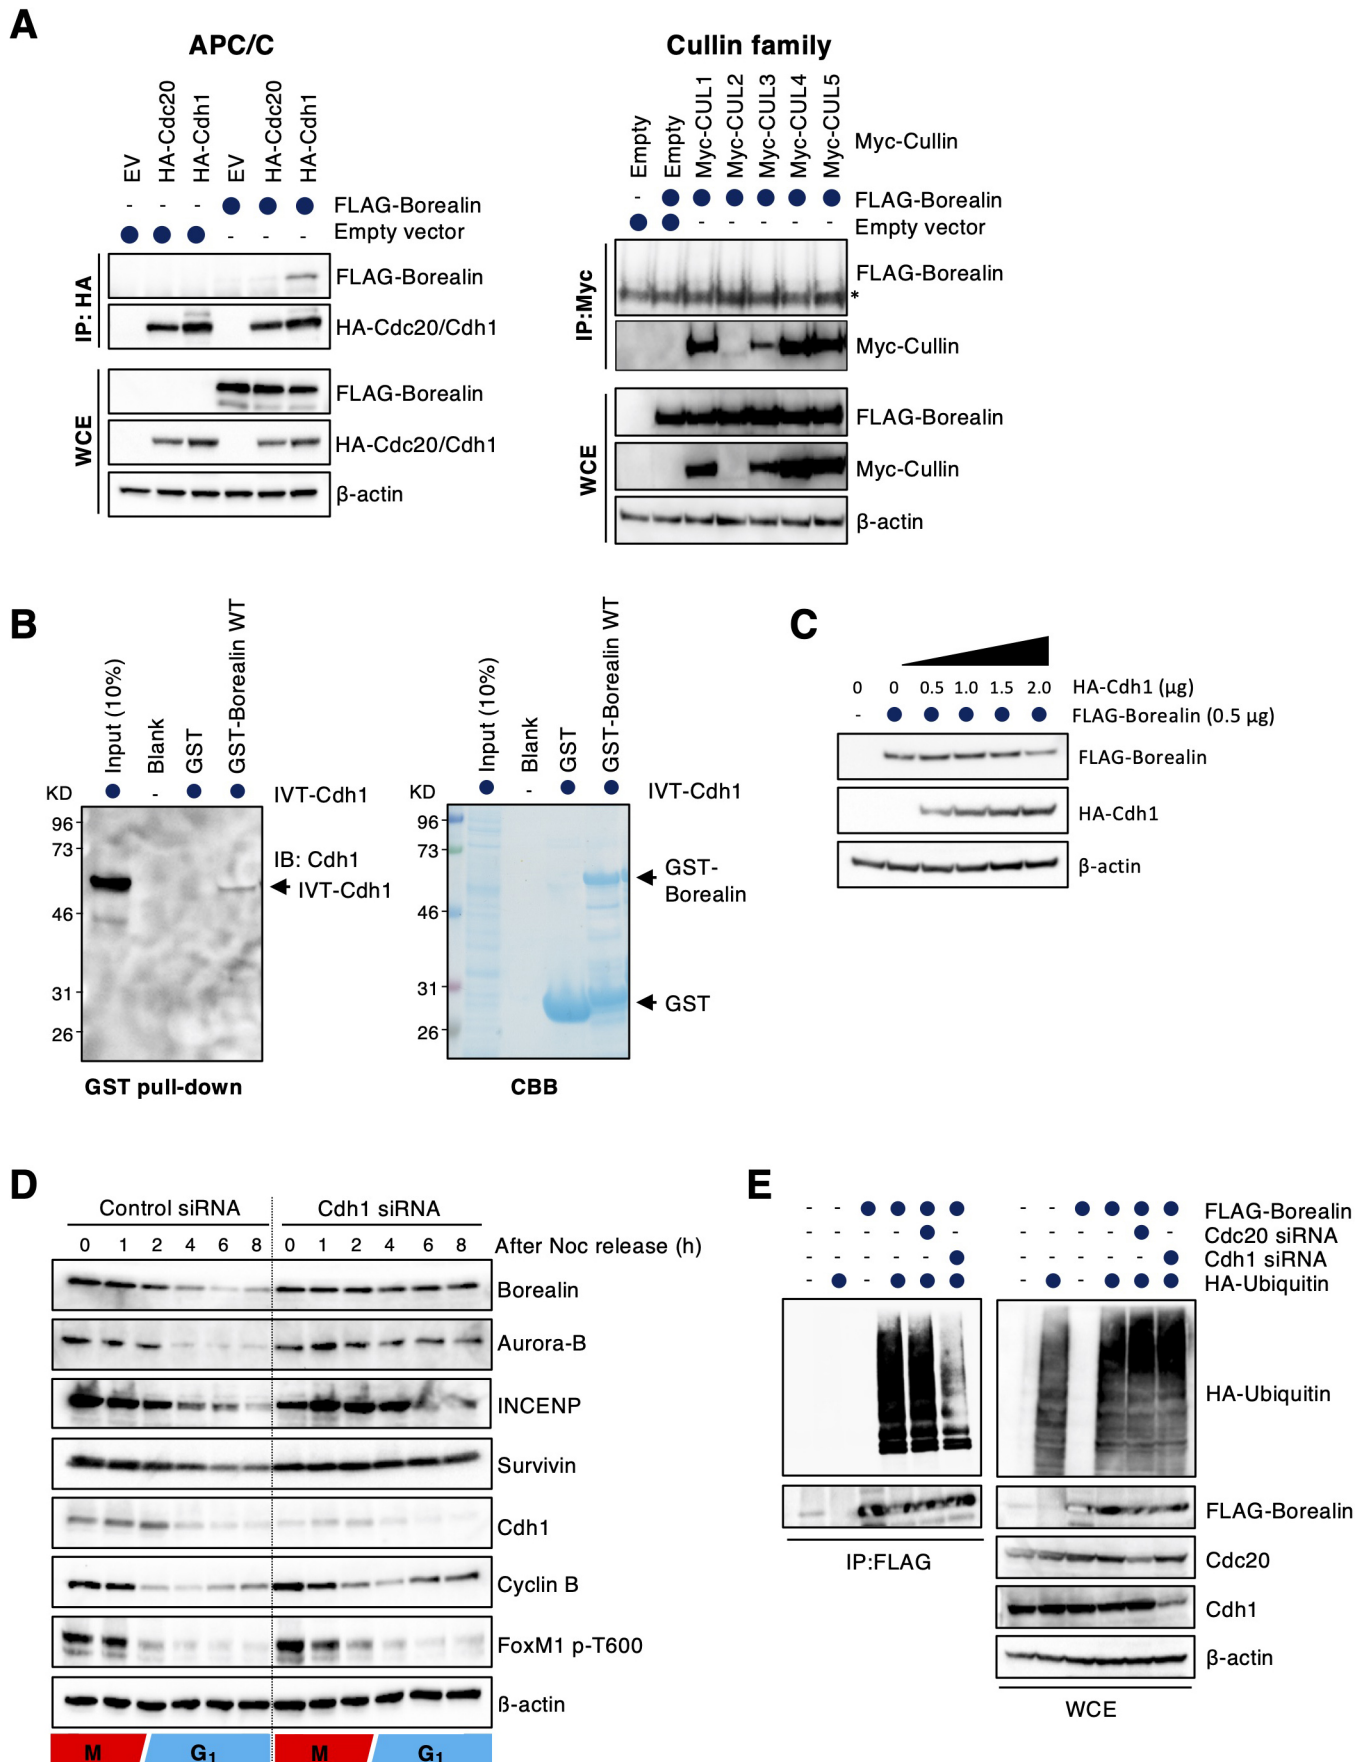 A
APC/C
EV
HA-Cdc20
HA-Cdh1
EV
HA-Cdc20
HA-Cdh1
- - - FLAG-Borealin
- - - Empty vector
IP: HA
FLAG-Borealin
HA-Cdc20/Cdh1
WCE
FLAG-Borealin
HA-Cdc20/Cdh1
β-actin
Cullin family
Empty
Empty
Myc-CUL1
Myc-CUL2
Myc-CUL3
Myc-CUL4
Myc-CUL5
Myc-Cullin
- FLAG-Borealin
- - - - - Empty vector
IP:Myc
FLAG-Borealin
*
Myc-Cullin
WCE
FLAG-Borealin
Myc-Cullin
β-actin
B
Input (10%)
Blank
GST
GST-Borealin WT
KD - IVT-Cdh1
96
73
46
31
26
IB: Cdh1
IVT-Cdh1
GST pull-down
Input (10%)
Blank
GST
GST-Borealin WT
KD - IVT-Cdh1
96
73
46
31
26
GST-
Borealin
GST
CBB
C
0 0 0.5 1.0 1.5 2.0 HA-Cdh1 (µg)
- FLAG-Borealin (0.5 µg)
FLAG-Borealin
HA-Cdh1
β-actin
D
Control siRNA Cdh1 siRNA
0 1 2 4 6 8 0 1 2 4 6 8 After Noc release (h)
Borealin
Aurora-B
INCENP
Survivin
Cdh1
Cyclin B
FoxM1 p-T600
ß-actin
M G1 M G1
E
- - - - FLAG-Borealin
- - - - - - - - - - Cdc20 siRNA
- - - - - - - - - - Cdh1 siRNA
- - - - HA-Ubiquitin
HA-Ubiquitin
FLAG-Borealin
Cdc20
Cdh1
β-actin
IP:FLAG
WCE